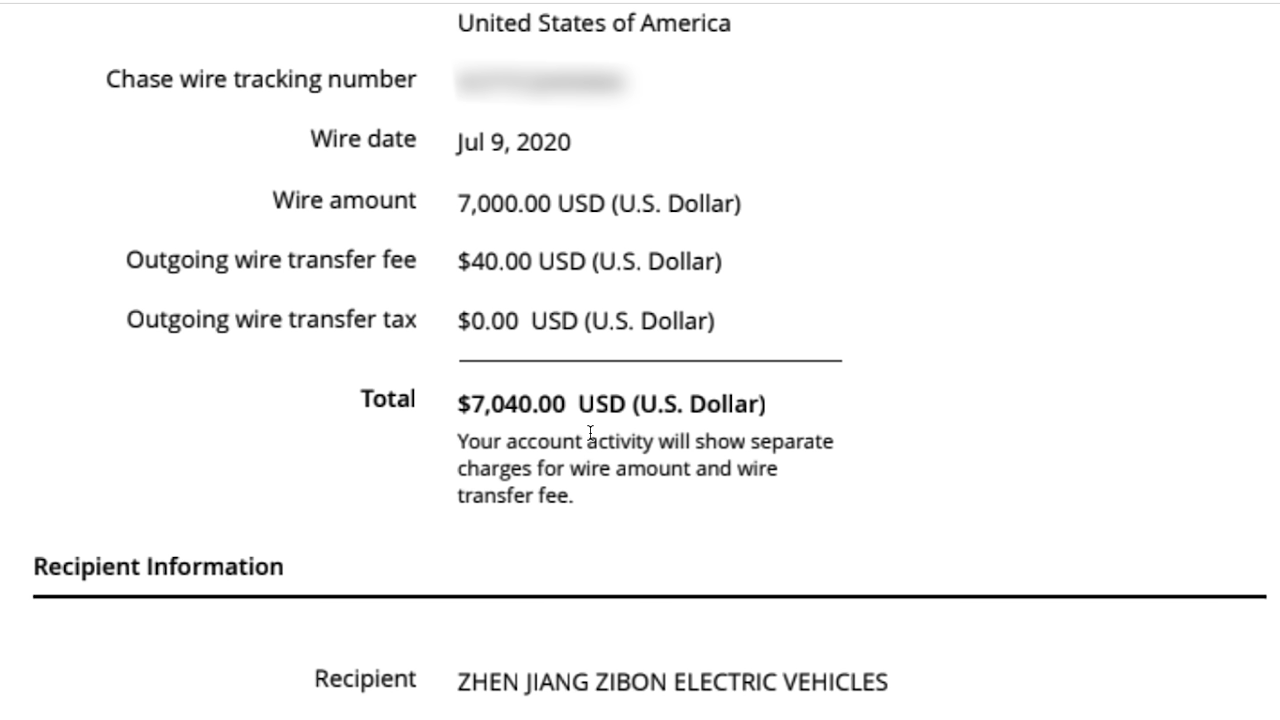 United States of America
Chase wire tracking number
Wire date Jul 9, 2020
Wire amount 7,000.00 USD (U.S. Dollar)
Outgoing wire transfer fee $40.00 USD (U.S. Dollar)
Outgoing wire transfer tax $0.00 USD (U.S. Dollar)
Total $7,040.00 USD (U.S. Dollar)
Your account activity will show separate
charges for wire amount and wire
transfer fee.
Recipient Information
Recipient ZHEN JIANG ZIBON ELECTRIC VEHICLES